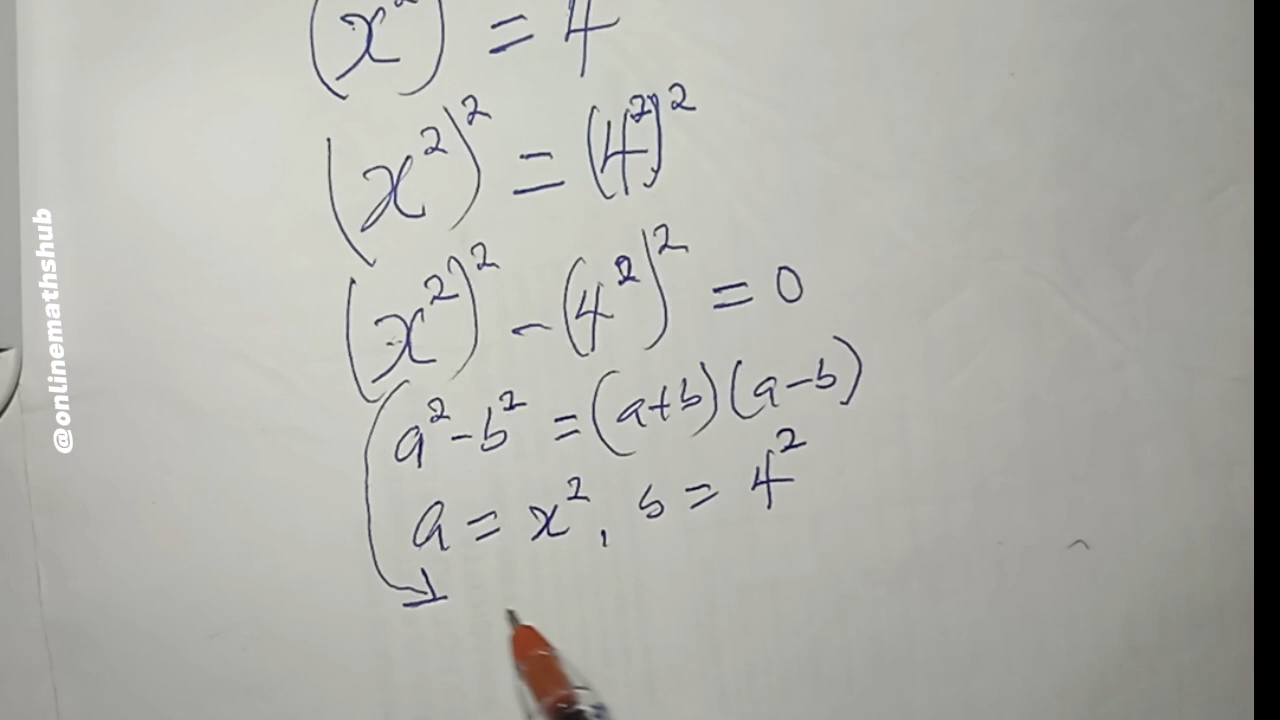 (x²) = 4
(x²)² = (4²)²
(x²)² - (4²)² = 0
a² - b² = (a+b)(a-b)
a = x², b = 4²
@onlinemathshub